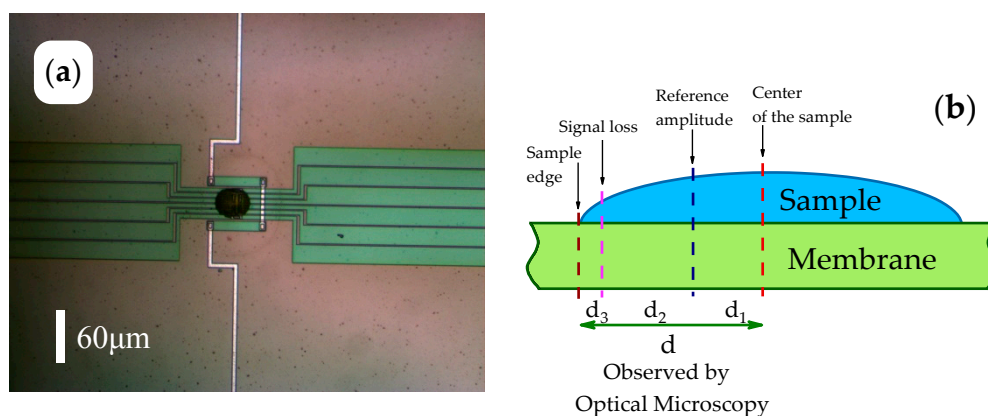 (a)
60μm
(b)
Center
of the sample
Reference
amplitude
Signal loss
Sample
edge
Sample
Membrane
d₃
d₂
d₁
d
Observed by
Optical Microscopy